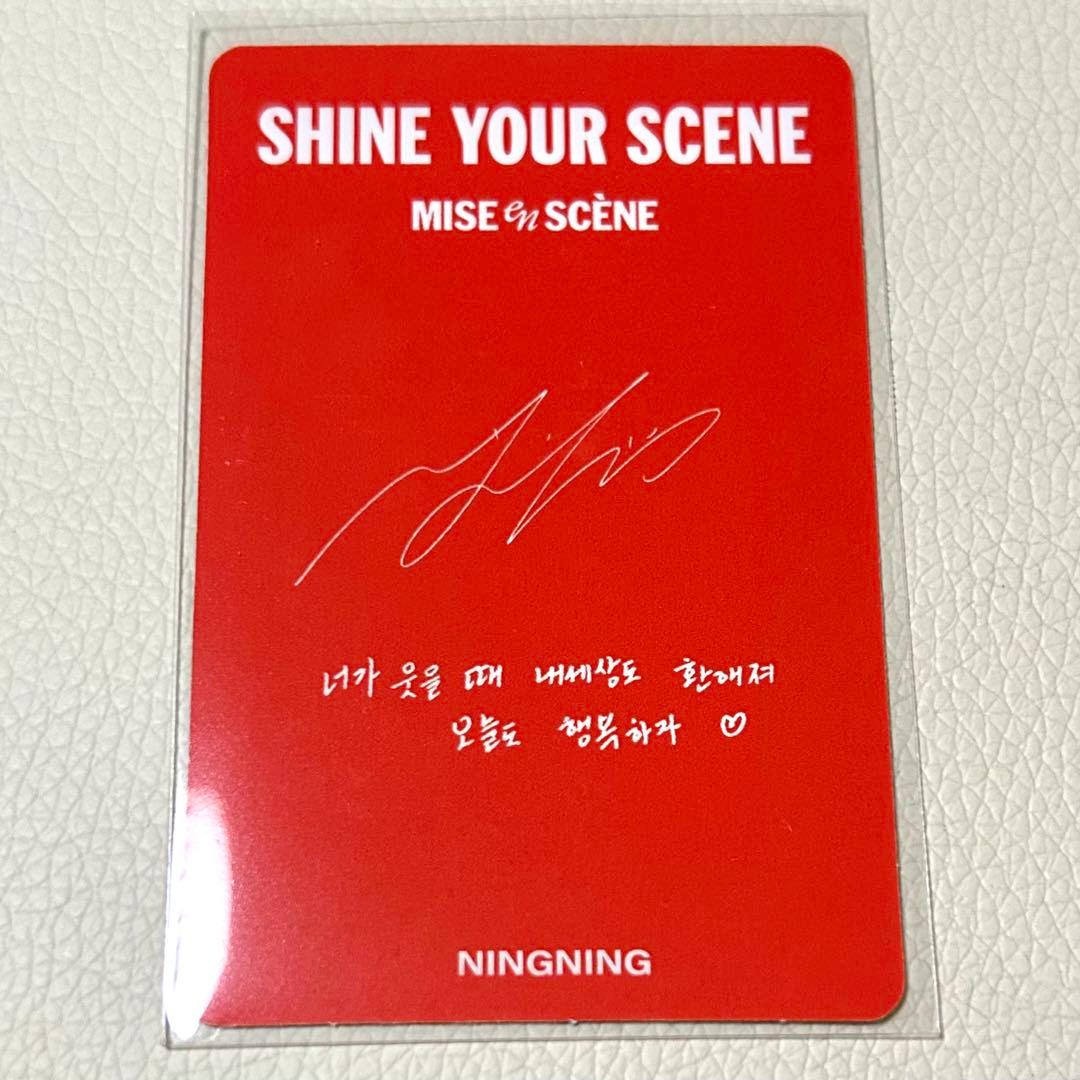 SHINE YOUR SCENE
MISE en SCÈNE
너가 웃을 때 내세상도 환해져
오늘도 행복하자 ♡
NINGNING